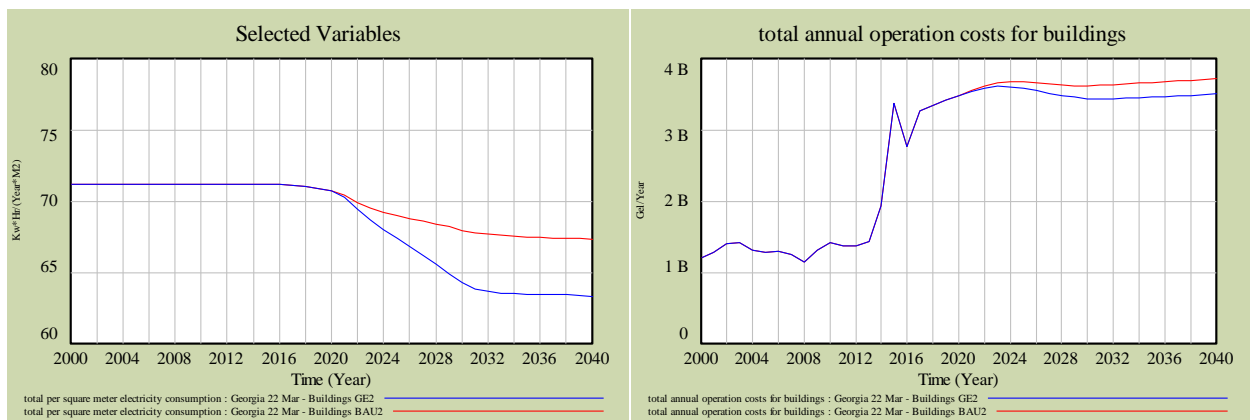 Selected Variables
80
75
70
65
60
Kw*Hr/(Year*M2)
2000 2004 2008 2012 2016 2020 2024 2028 2032 2036 2040
Time (Year)
total per square meter electricity consumption : Georgia 22 Mar - Buildings GE2
total per square meter electricity consumption : Georgia 22 Mar - Buildings BAU2
total annual operation costs for buildings
4 B
3 B
2 B
1 B
0
Gel/Year
2000 2004 2008 2012 2016 2020 2024 2028 2032 2036 2040
Time (Year)
total annual operation costs for buildings : Georgia 22 Mar - Buildings GE2
total annual operation costs for buildings : Georgia 22 Mar - Buildings BAU2